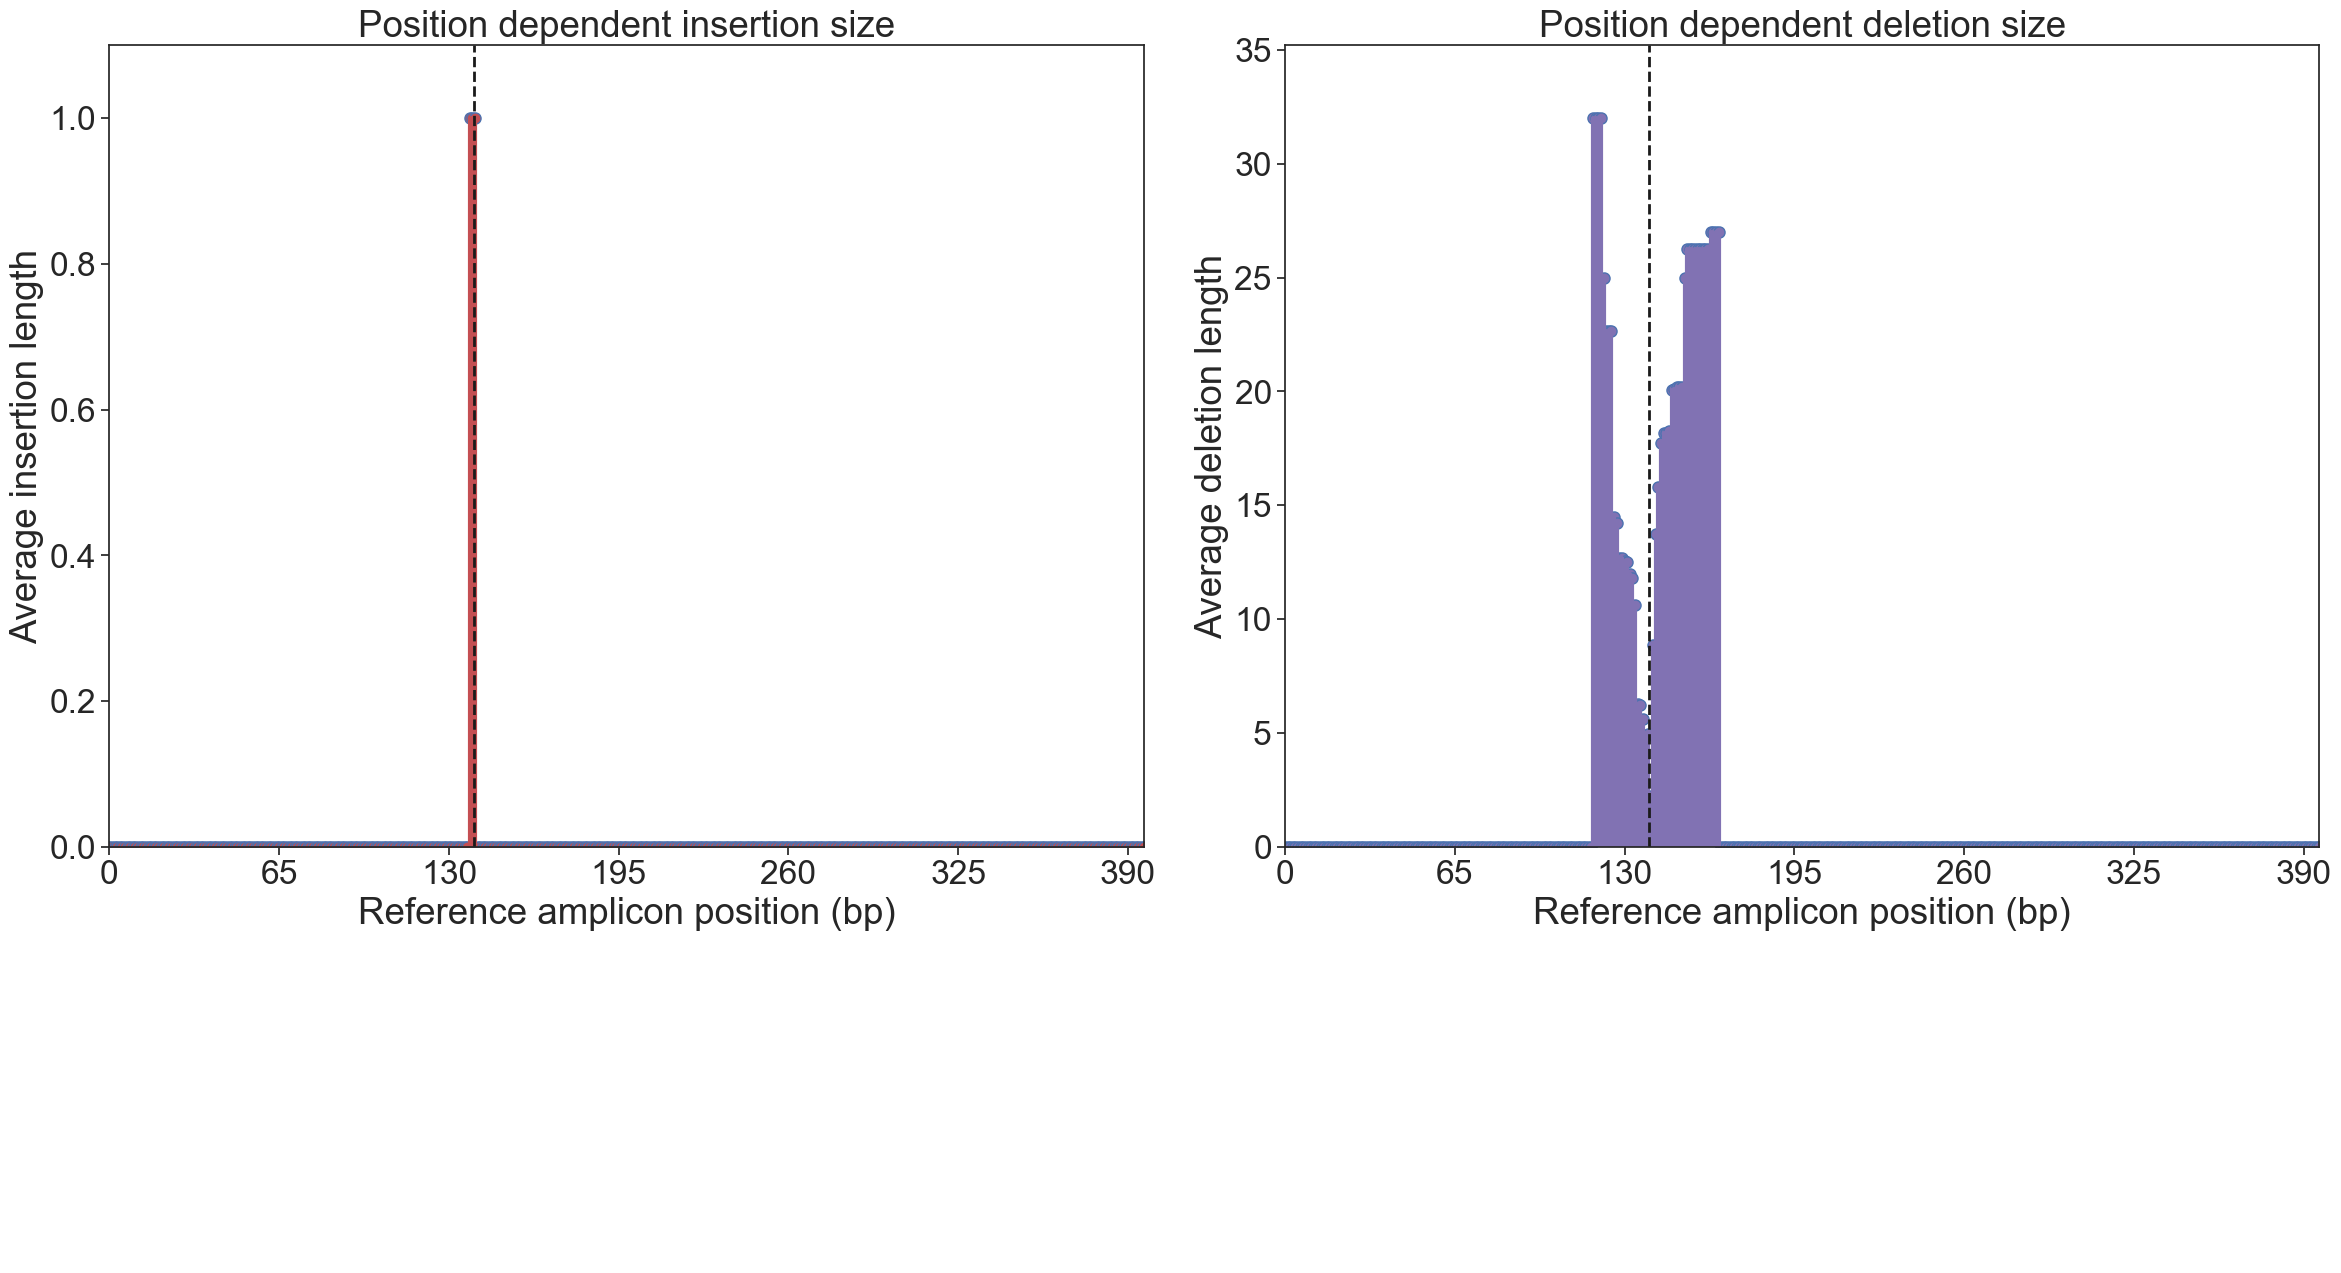 Position dependent insertion size
Average insertion length
1.0
0.8
0.6
0.4
0.2
0.0
0 65 130 195 260 325 390
Reference amplicon position (bp)
Position dependent deletion size
Average deletion length
35
30
25
20
15
10
5
0
0 65 130 195 260 325 390
Reference amplicon position (bp)